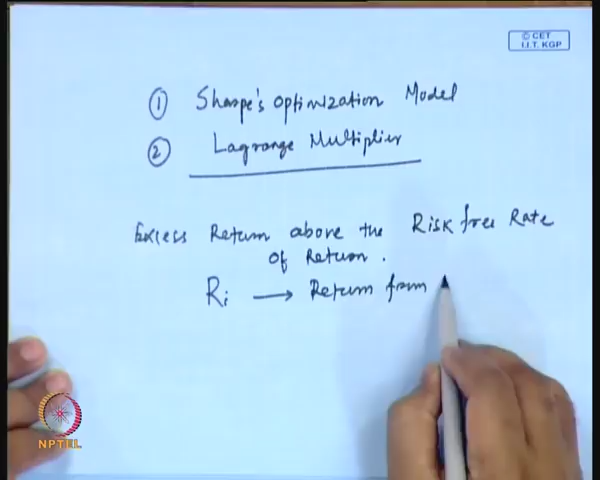 © CET
I.I.T. KGP
① Sharpe's Optimization Model
② Lagrange Multiplier
Excess Return above the Risk free Rate
of Return.
Ri → Return from
NPTEL